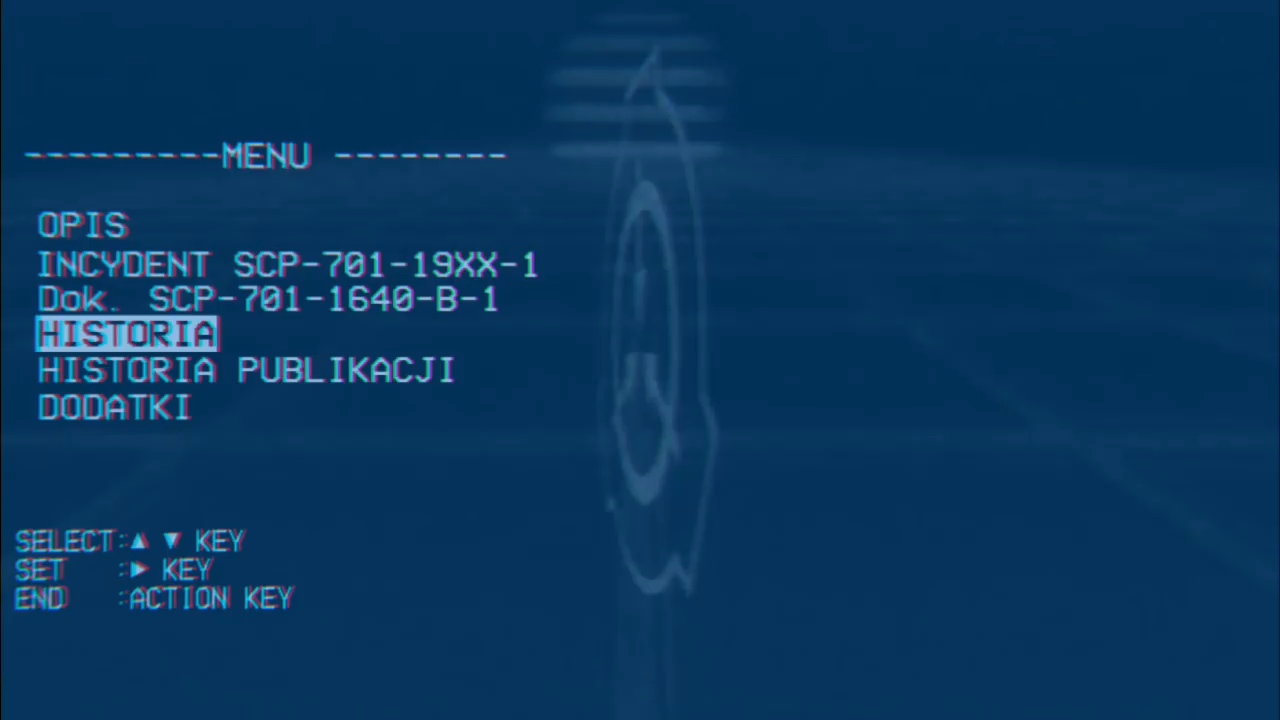 ---------MENU --------
OPIS
INCYDENT SCP-701-19XX-1
Dok. SCP-701-1640-B-1
HISTORIA
HISTORIA PUBLIKACJI
DODATKI
SELECT:▲ ▼ KEY
SET :► KEY
END :ACTION KEY